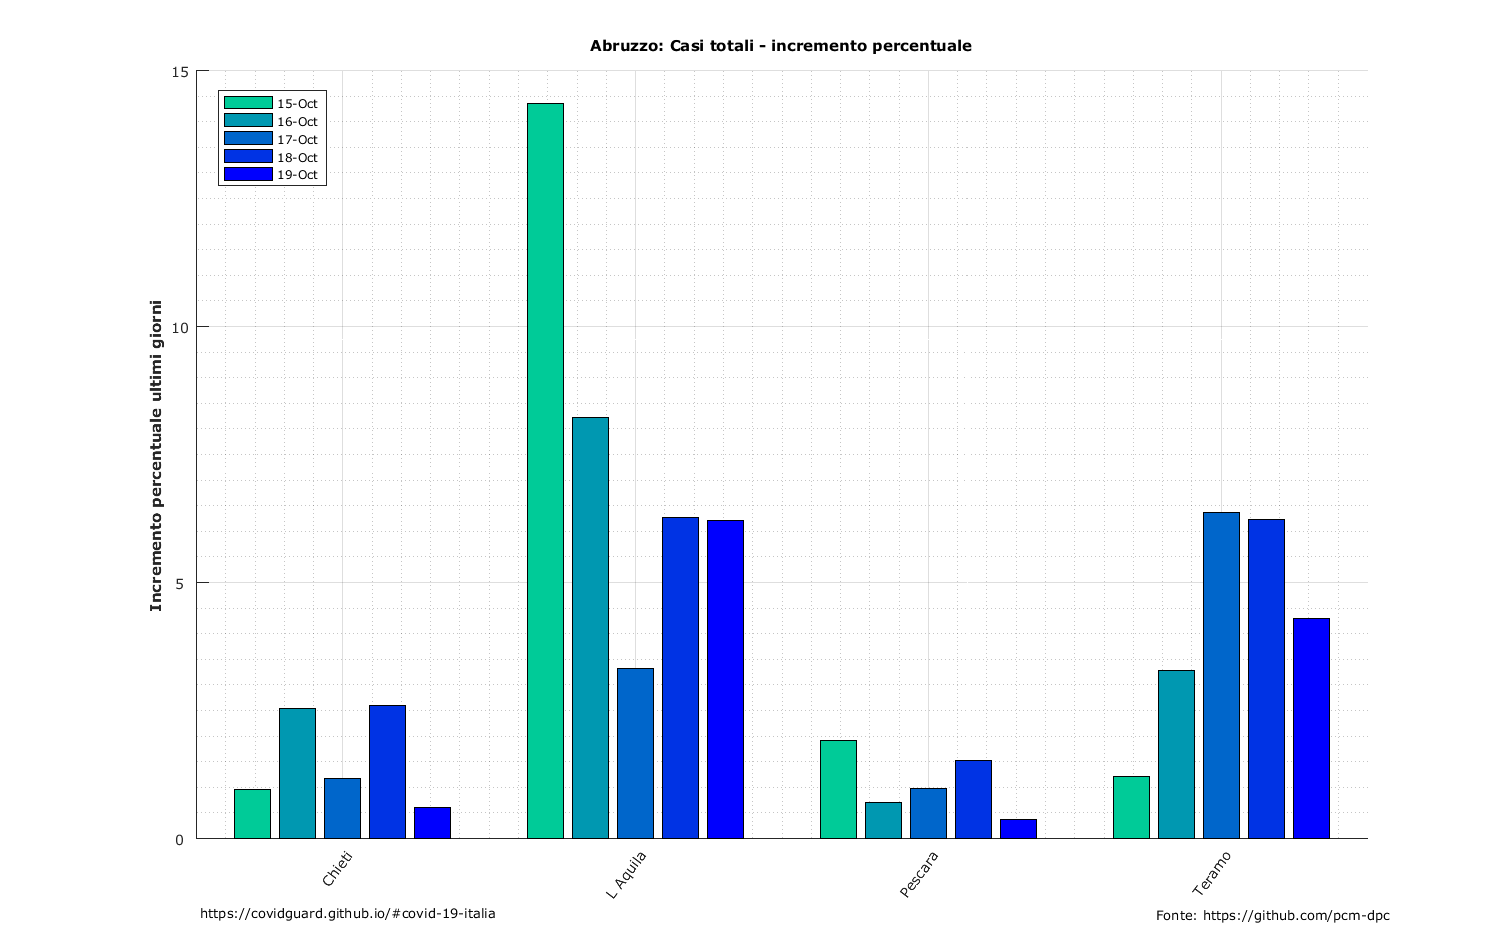 Abruzzo: Casi totali - incremento percentuale
15
10
5
0
Incremento percentuale ultimi giorni
15-Oct
16-Oct
17-Oct
18-Oct
19-Oct
Chieti
L Aquila
Pescara
Teramo
https://covidguard.github.io/#covid-19-italia
Fonte: https://github.com/pcm-dpc